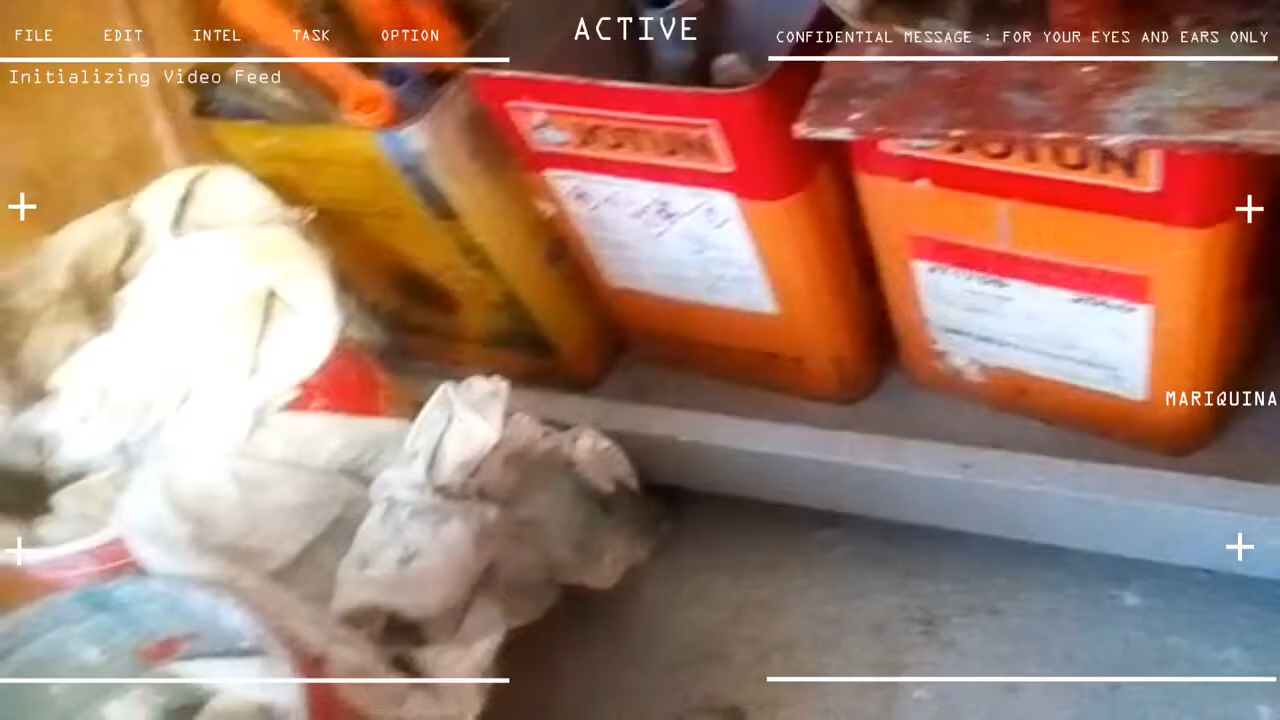 FILE EDIT INTEL TASK OPTION
ACTIVE
CONFIDENTIAL MESSAGE : FOR YOUR EYES AND EARS ONLY
Initializing Video Feed
JOTUN
JOTUN
MARIQUINA